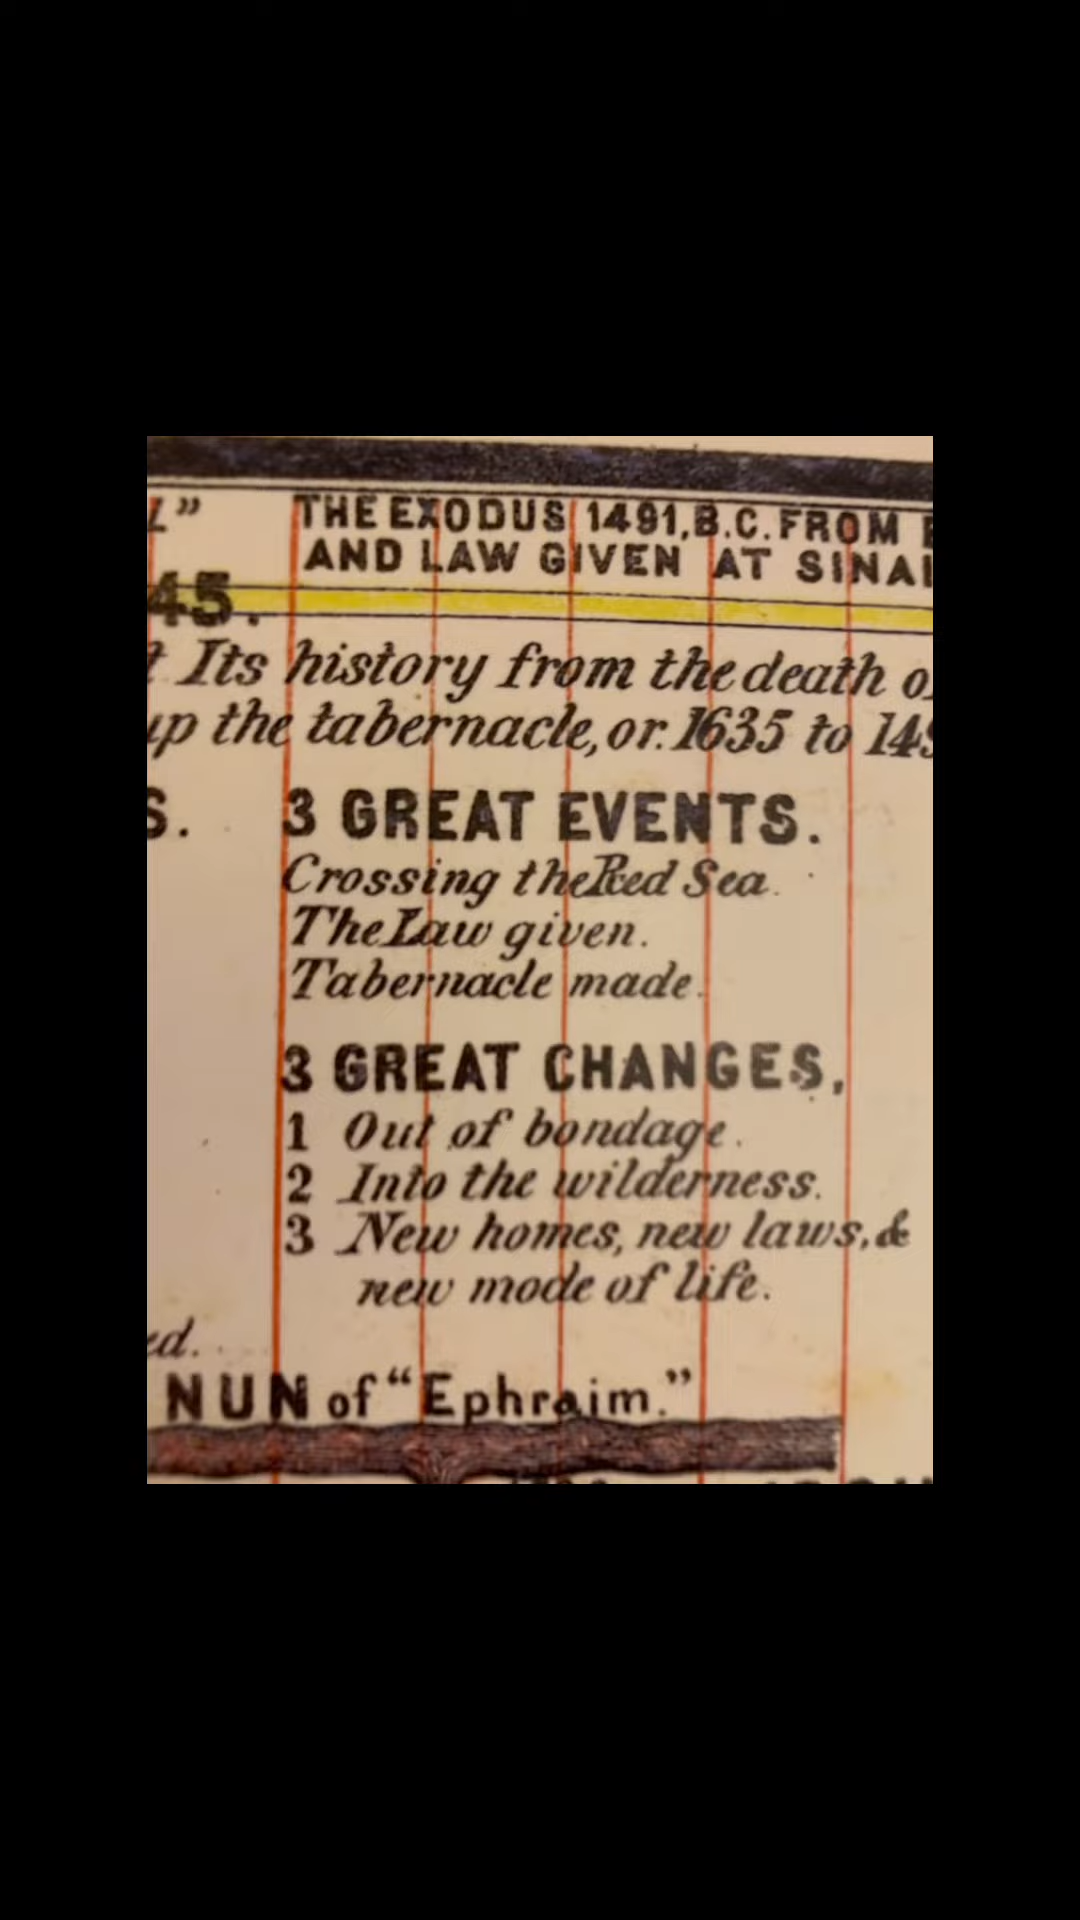 ”
THE EXODUS 1491, B.C. FROM
AND LAW GIVEN AT SINAI
45.
Its history from the death
up the tabernacle, or. 1635 to
S. 3 GREAT EVENTS.
Crossing the Red Sea.
The Law given.
Tabernacle made.
3 GREAT CHANGES,
1 Out of bondage.
2 Into the wilderness.
3 New homes, new laws, &
new mode of life.
ed.
NUN of “Ephraim.”